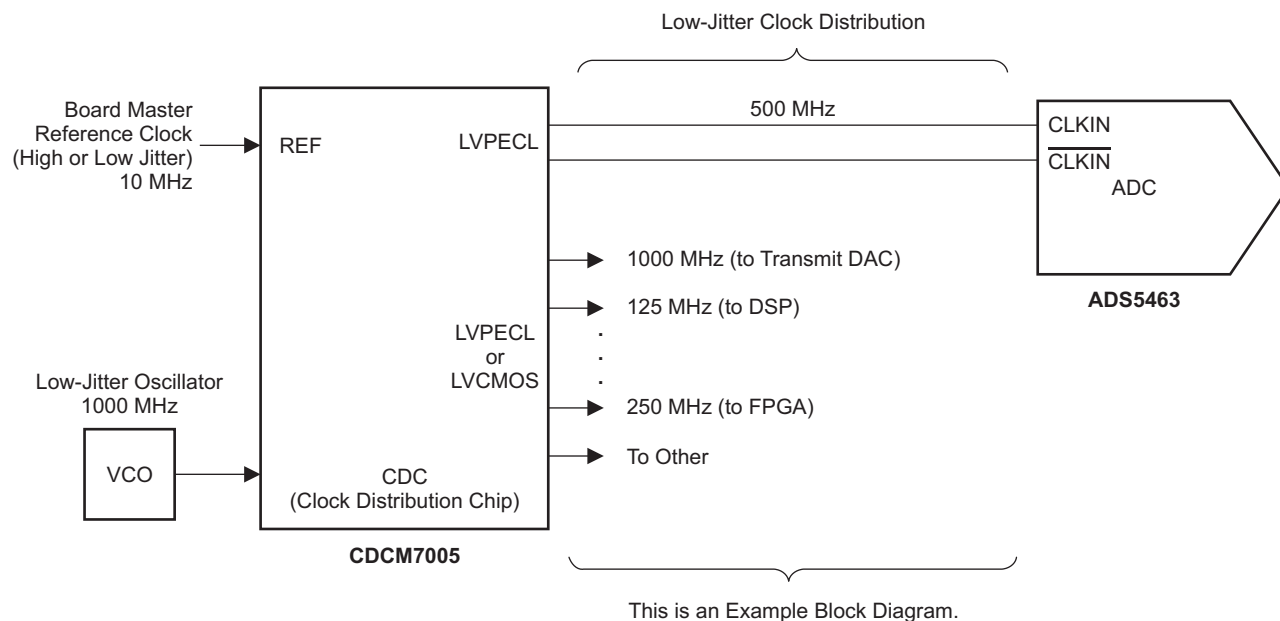 Low-Jitter Clock Distribution
Board Master
Reference Clock
(High or Low Jitter)
10 MHz
REF
LVPECL
500 MHz
CLKIN
CLKIN
ADC
ADS5463
1000 MHz (to Transmit DAC)
125 MHz (to DSP)
LVPECL
or
LVCMOS
.
.
.
.
250 MHz (to FPGA)
To Other
Low-Jitter Oscillator
1000 MHz
VCO
CDC
(Clock Distribution Chip)
CDCM7005
This is an Example Block Diagram.